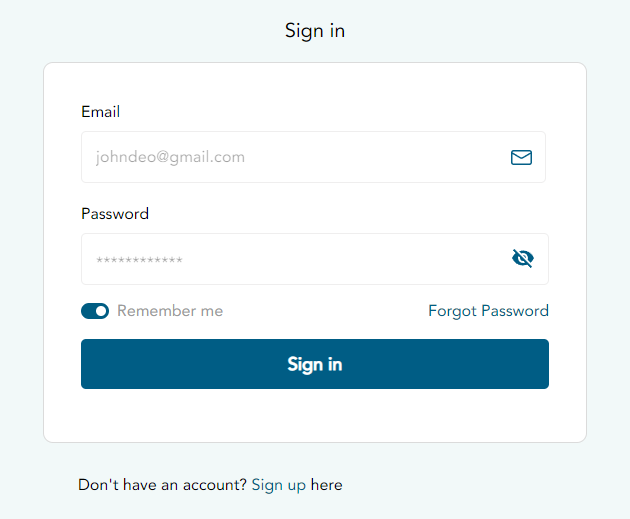 Sign in
Email
johndeo@gmail.com
Password
************
Remember me
Forgot Password
Sign in
Don't have an account? Sign up here